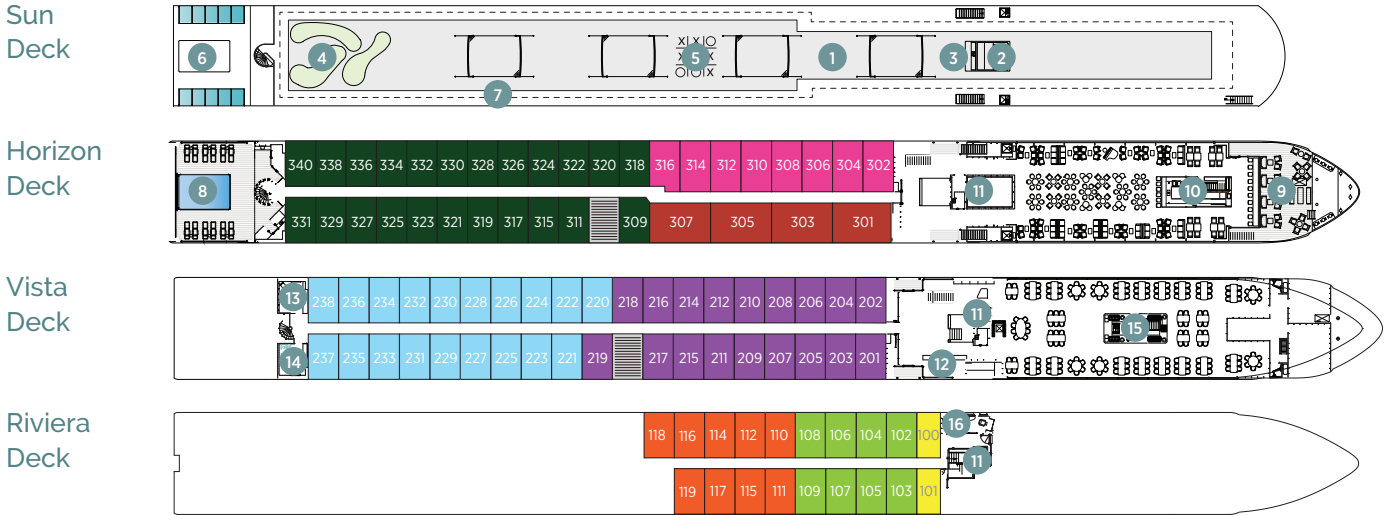 Sun
Deck
6 4 7 5 1 3 2
X|X|O
X
O|O|X
Horizon
Deck
340 338 336 334 332 330 328 326 324 322 320 318 316 314 312 310 308 306 304 302
8 11 10 9
331 329 327 325 323 321 319 317 315 311 309 307 305 303 301
Vista
Deck
13 238 236 234 232 230 228 226 224 222 220 218 216 214 212 210 208 206 204 202 11
15
14 237 235 233 231 229 227 225 223 221 219 217 215 211 209 207 205 203 201 12
Riviera
Deck
118 116 114 112 110 108 106 104 102 100 16
11
119 117 115 111 109 107 105 103 101